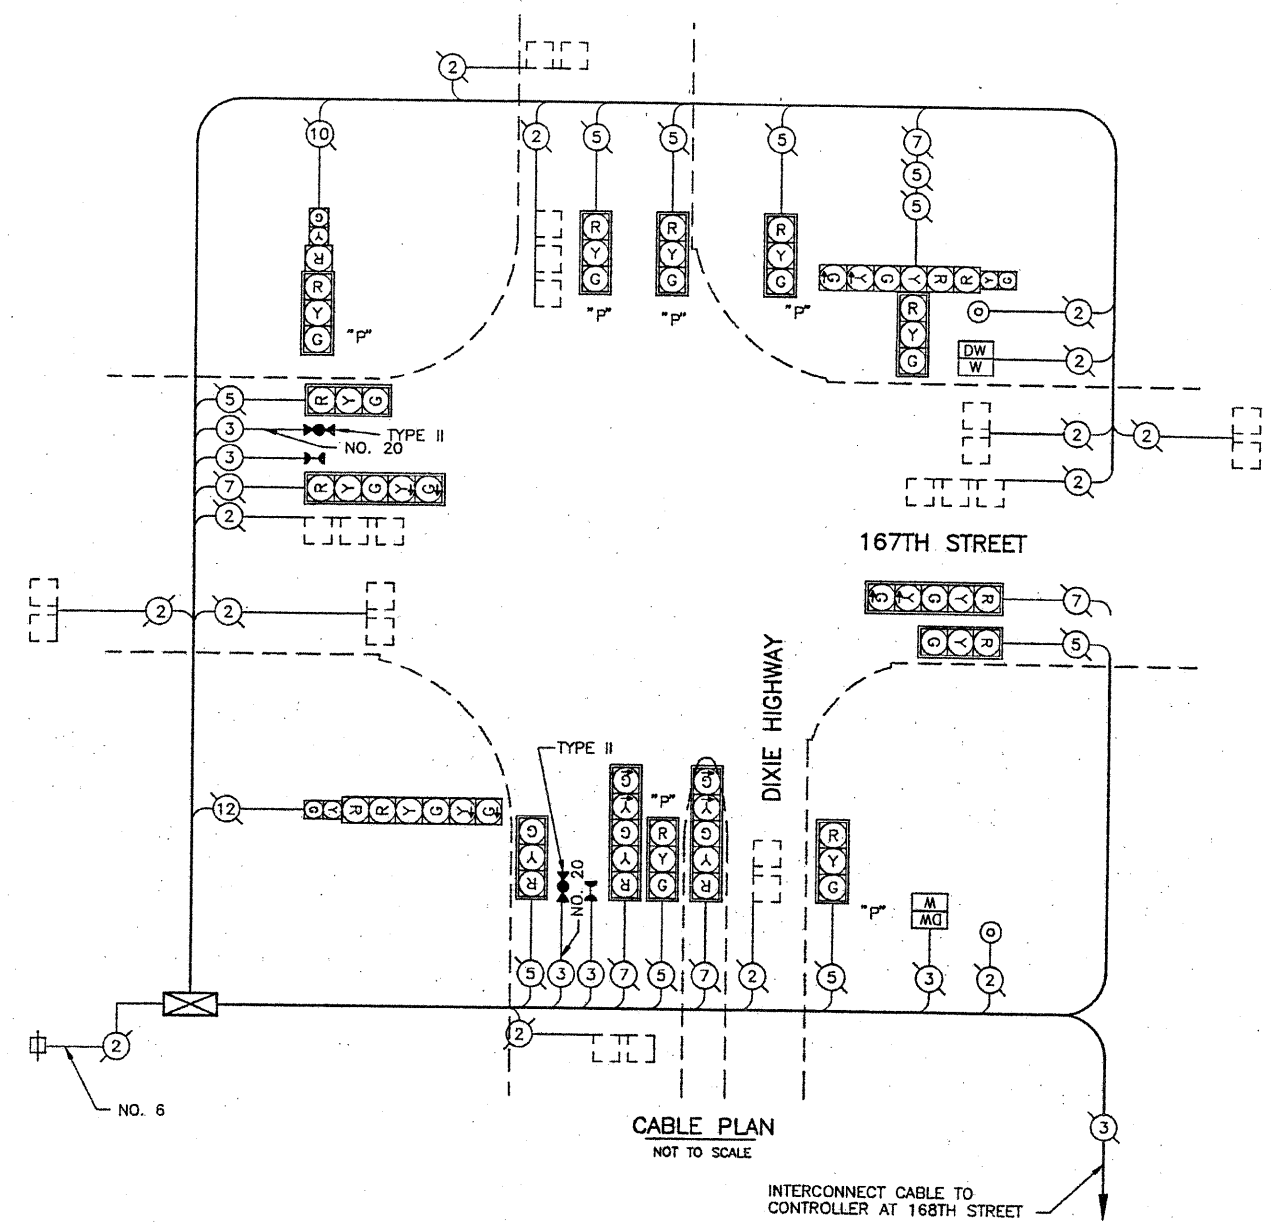 2
10 2 5 5 5 7
5
5
G Y R R Y G "P"
R Y G "P"
R Y G "P"
R Y G "P"
G Y G Y R R Y G
R Y G
2
DW
W
2
5 R Y G
3 TYPE II
NO. 20
3
7 R Y G Y G
2
2 2
2
167TH STREET
2 2
G Y G Y R 7
G Y R 5
DIXIE HIGHWAY
TYPE II
12 G Y R R Y G Y G
G Y R
NO. 20
G Y G Y R
"P"
R Y G
G Y G Y R
R Y G
"P"
W
DW
5 3 3 7 5 7 2 5 3 2
2
2
NO. 6
CABLE PLAN
NOT TO SCALE
3
INTERCONNECT CABLE TO
CONTROLLER AT 168TH STREET